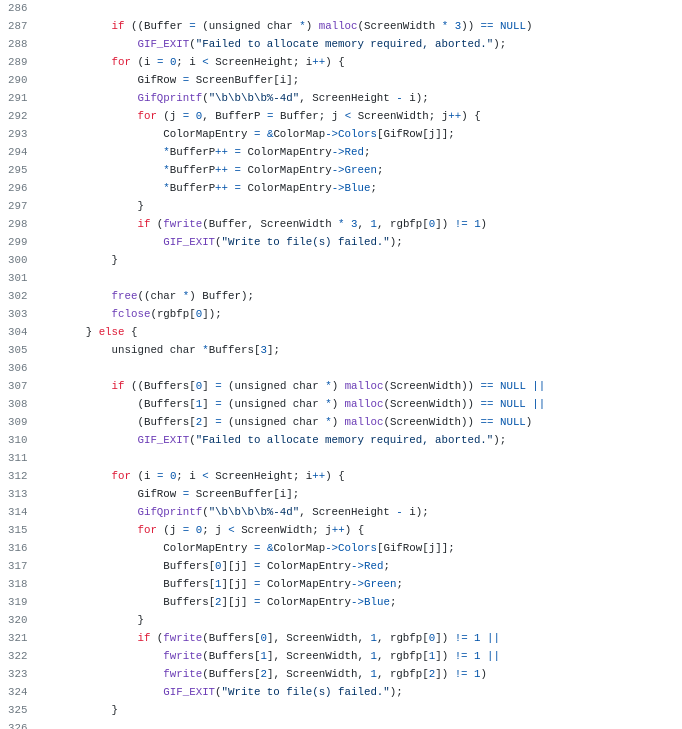 286
287 if ((Buffer = (unsigned char *) malloc(ScreenWidth * 3)) == NULL)
288 GIF_EXIT("Failed to allocate memory required, aborted.");
289 for (i = 0; i < ScreenHeight; i++) {
290 GifRow = ScreenBuffer[i];
291 GifQprintf("\b\b\b\b%-4d", ScreenHeight - i);
292 for (j = 0, BufferP = Buffer; j < ScreenWidth; j++) {
293 ColorMapEntry = &ColorMap->Colors[GifRow[j]];
294 *BufferP++ = ColorMapEntry->Red;
295 *BufferP++ = ColorMapEntry->Green;
296 *BufferP++ = ColorMapEntry->Blue;
297 }
298 if (fwrite(Buffer, ScreenWidth * 3, 1, rgbfp[0]) != 1)
299 GIF_EXIT("Write to file(s) failed.");
300 }
301
302 free((char *) Buffer);
303 fclose(rgbfp[0]);
304 } else {
305 unsigned char *Buffers[3];
306
307 if ((Buffers[0] = (unsigned char *) malloc(ScreenWidth)) == NULL ||
308 (Buffers[1] = (unsigned char *) malloc(ScreenWidth)) == NULL ||
309 (Buffers[2] = (unsigned char *) malloc(ScreenWidth)) == NULL)
310 GIF_EXIT("Failed to allocate memory required, aborted.");
311
312 for (i = 0; i < ScreenHeight; i++) {
313 GifRow = ScreenBuffer[i];
314 GifQprintf("\b\b\b\b%-4d", ScreenHeight - i);
315 for (j = 0; j < ScreenWidth; j++) {
316 ColorMapEntry = &ColorMap->Colors[GifRow[j]];
317 Buffers[0][j] = ColorMapEntry->Red;
318 Buffers[1][j] = ColorMapEntry->Green;
319 Buffers[2][j] = ColorMapEntry->Blue;
320 }
321 if (fwrite(Buffers[0], ScreenWidth, 1, rgbfp[0]) != 1 ||
322 fwrite(Buffers[1], ScreenWidth, 1, rgbfp[1]) != 1 ||
323 fwrite(Buffers[2], ScreenWidth, 1, rgbfp[2]) != 1)
324 GIF_EXIT("Write to file(s) failed.");
325 }
326